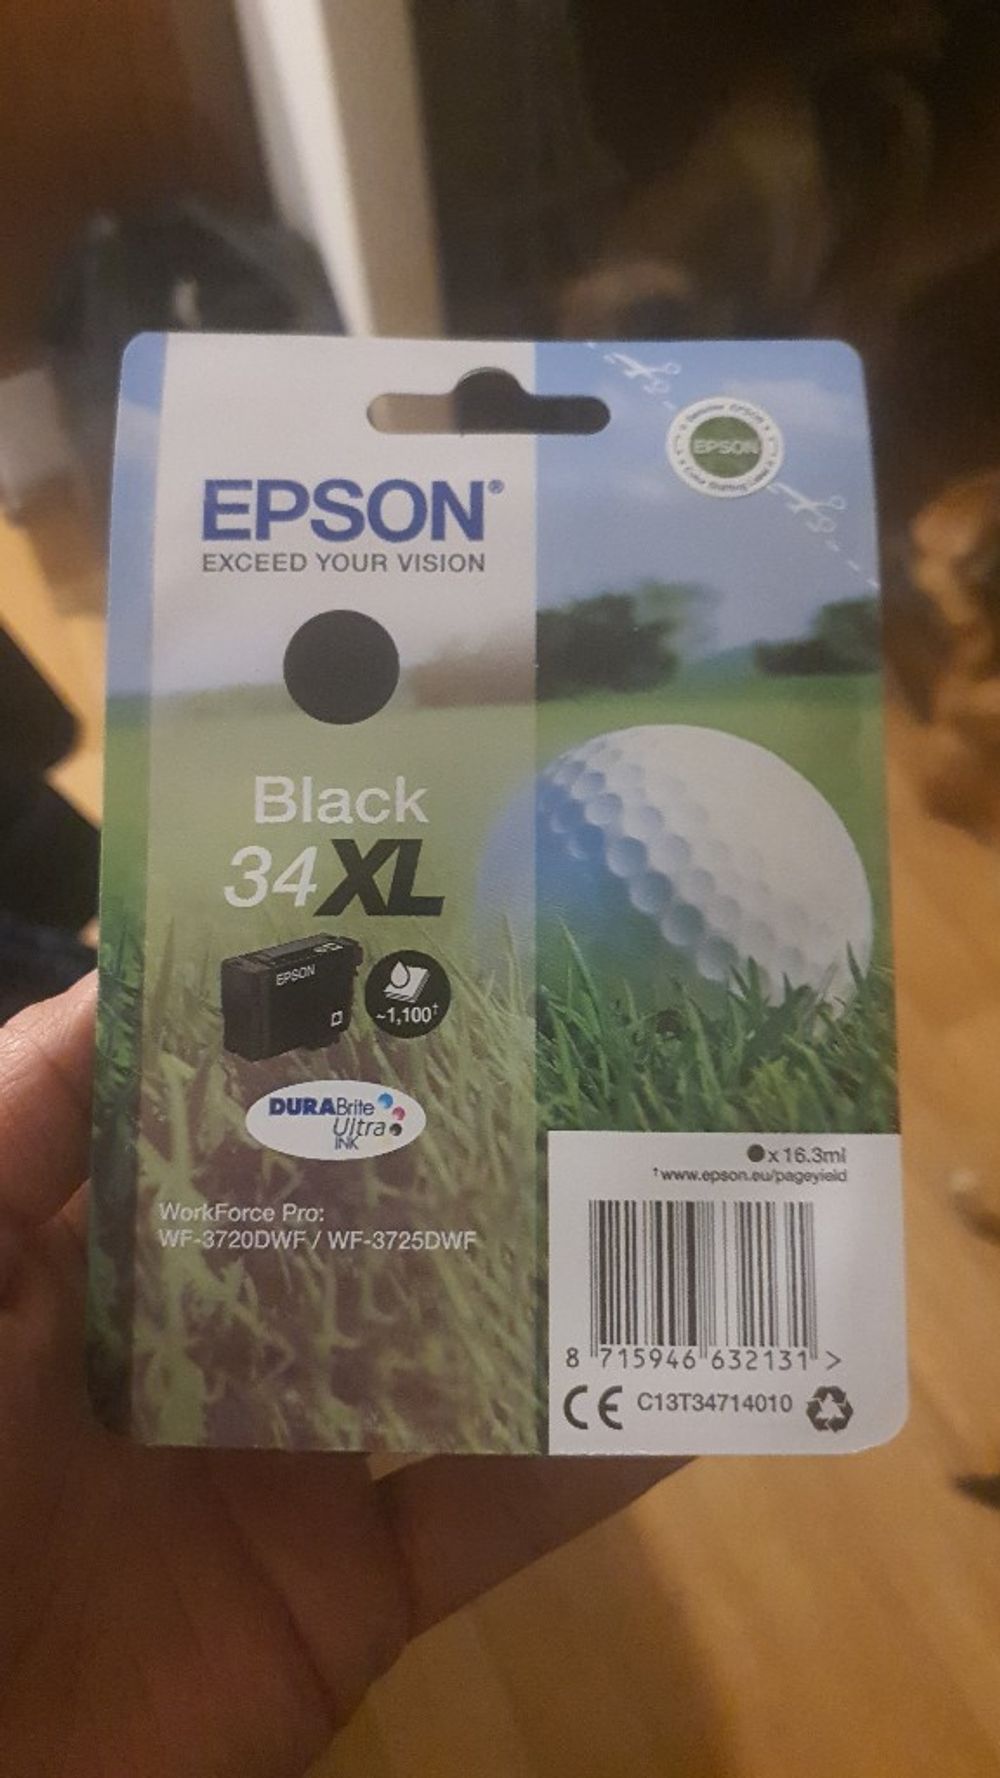 EPSON®
EXCEED YOUR VISION
EPSON
Black
34XL
EPSON
~1,100†
DURABrite
Ultra
INK
WorkForce Pro:
WF-3720DWF / WF-3725DWF
x 16.3ml
† www.epson.eu/pageyield
8 715946 632131 >
CE C13T34714010